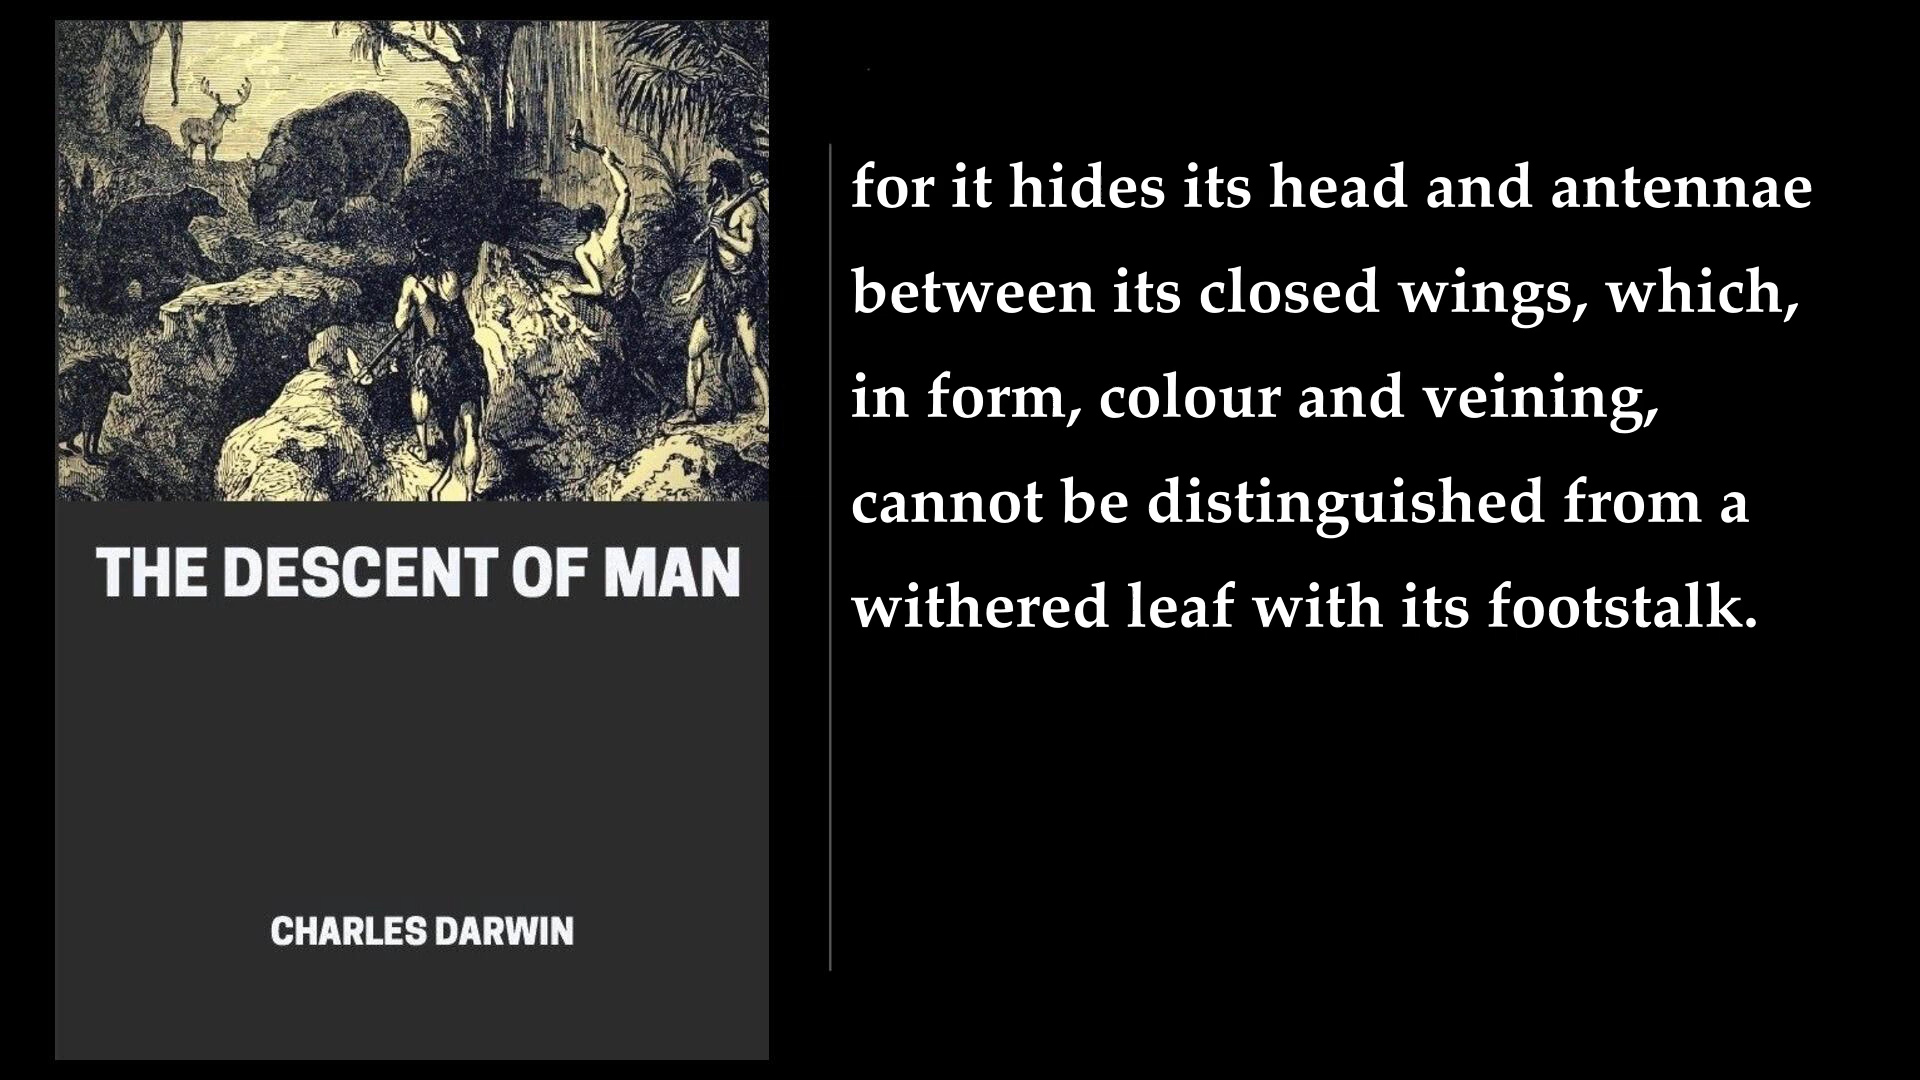 THE DESCENT OF MAN
CHARLES DARWIN
for it hides its head and antennae
between its closed wings, which,
in form, colour and veining,
cannot be distinguished from a
withered leaf with its footstalk.